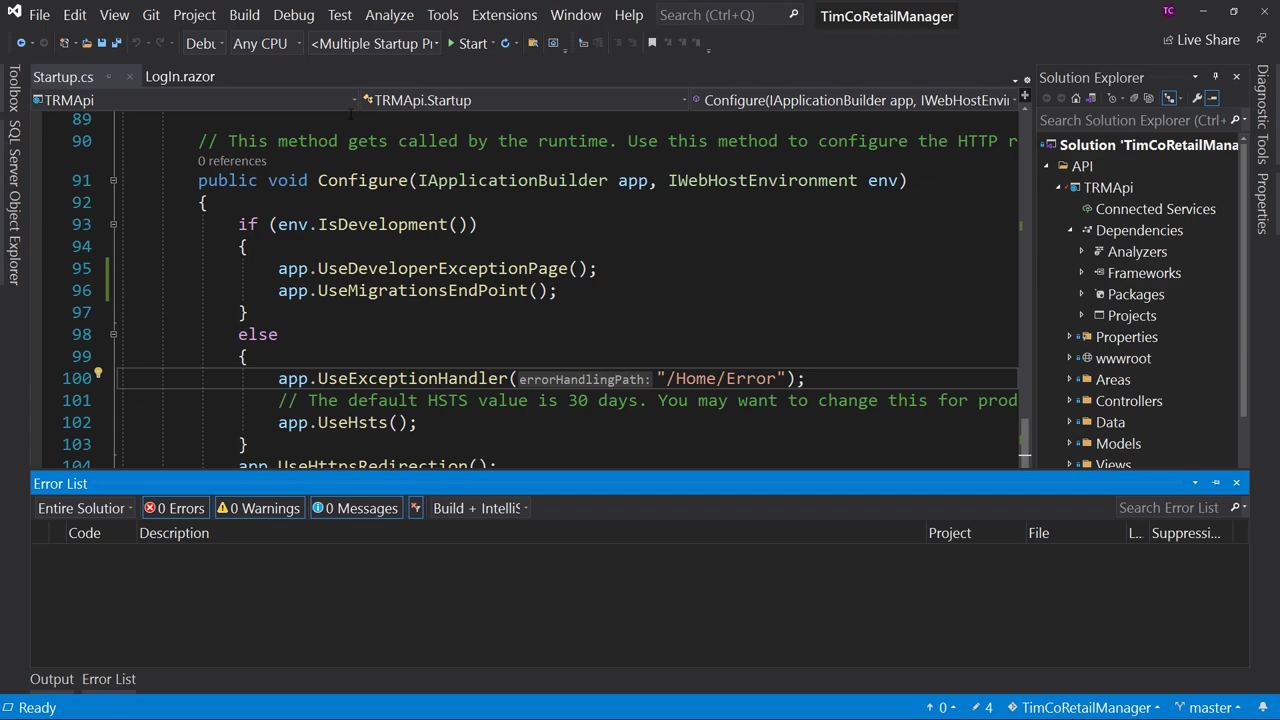 File Edit View Git Project Build Debug Test Analyze Tools Extensions Window Help Search (Ctrl+Q) TimCoRetailManager TC
Debu Any CPU <Multiple Startup Pr Start Live Share
Startup.cs LogIn.razor
TRMApi TRMApi.Startup Configure(IApplicationBuilder app, IWebHostEnvi
89
90 // This method gets called by the runtime. Use this method to configure the HTTP r
0 references
91 public void Configure(IApplicationBuilder app, IWebHostEnvironment env)
92 {
93 if (env.IsDevelopment())
94 {
95 app.UseDeveloperExceptionPage();
96 app.UseMigrationsEndPoint();
97 }
98 else
99 {
100 app.UseExceptionHandler(errorHandlingPath: "/Home/Error");
101 // The default HSTS value is 30 days. You may want to change this for prod
102 app.UseHsts();
103 }
104 app.UseHttpsRedirection();
Toolbox
SQL Server Object Explorer
Solution Explorer
Search Solution Explorer (Ctrl+
Solution 'TimCoRetailMana
API
TRMApi
Connected Services
Dependencies
Analyzers
Frameworks
Packages
Projects
Properties
wwwroot
Areas
Controllers
Data
Models
Views
Diagnostic Tools
Properties
Error List
Entire Solutior 0 Errors 0 Warnings 0 Messages Build + IntelliS Search Error List
Code Description Project File L... Suppressi...
Output Error List
Ready 0 4 TimCoRetailManager master